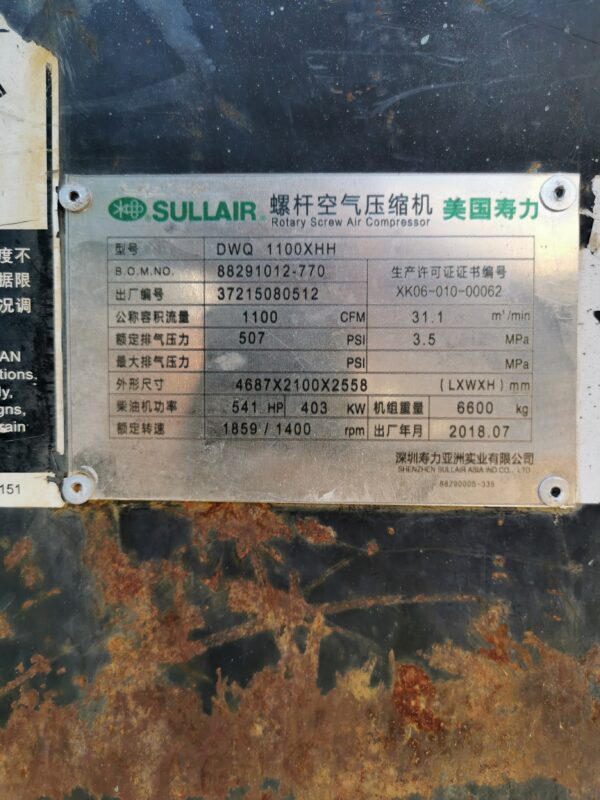 SULLAIR 螺杆空气压缩机 美国寿力
Rotary Screw Air Compressor
型号 DWQ 1100XHH
B.O.M.NO. 88291012-770 生产许可证证书编号
出厂编号 37215080512 XK06-010-00062
公称容积流量 1100 CFM 31.1 m³/min
额定排气压力 507 PSI 3.5 MPa
最大排气压力 PSI MPa
外形尺寸 4687X2100X2558 (LXWXH) mm
柴油机功率 541 HP 403 KW 机组重量 6600 kg
额定转速 1859/1400 rpm 出厂年月 2018.07
深圳寿力亚洲实业有限公司
SHENZHEN SULLAIR ASIA IND CO., LTD
88290005-335
度不
据限
况调
AN
tions.
ly,
gns,
rain
151